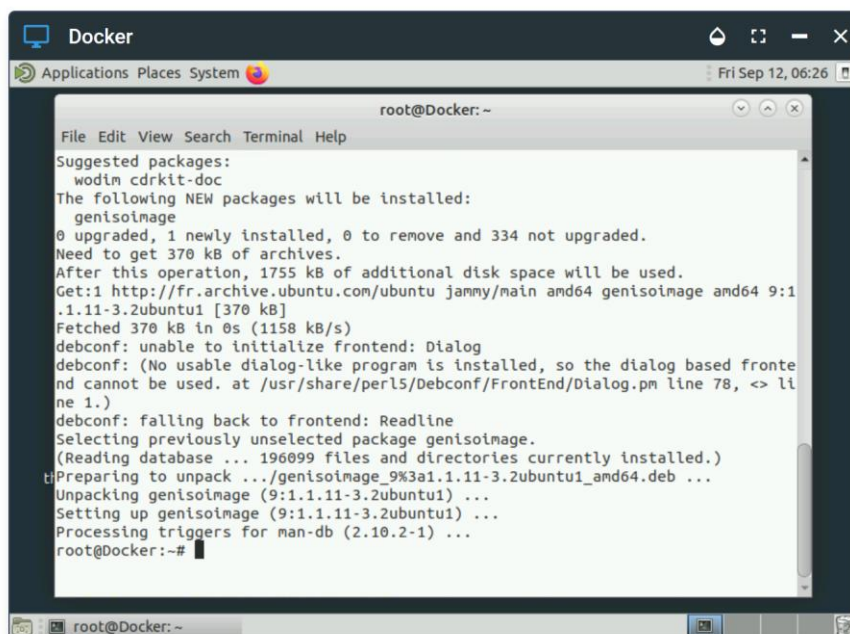 Docker
Applications Places System
Fri Sep 12, 06:26
root@Docker: ~
File Edit View Search Terminal Help
Suggested packages:
  wodim cdrkit-doc
The following NEW packages will be installed:
  genisoimage
0 upgraded, 1 newly installed, 0 to remove and 334 not upgraded.
Need to get 370 kB of archives.
After this operation, 1755 kB of additional disk space will be used.
Get:1 http://fr.archive.ubuntu.com/ubuntu jammy/main amd64 genisoimage amd64 9:1
.1.11-3.2ubuntu1 [370 kB]
Fetched 370 kB in 0s (1158 kB/s)
debconf: unable to initialize frontend: Dialog
debconf: (No usable dialog-like program is installed, so the dialog based fronte
nd cannot be used. at /usr/share/perl5/Debconf/FrontEnd/Dialog.pm line 78, <> li
ne 1.)
debconf: falling back to frontend: Readline
Selecting previously unselected package genisoimage.
(Reading database ... 196099 files and directories currently installed.)
Preparing to unpack .../genisoimage_9%3a1.1.11-3.2ubuntu1_amd64.deb ...
Unpacking genisoimage (9:1.1.11-3.2ubuntu1) ...
Setting up genisoimage (9:1.1.11-3.2ubuntu1) ...
Processing triggers for man-db (2.10.2-1) ...
root@Docker:~#
root@Docker: ~